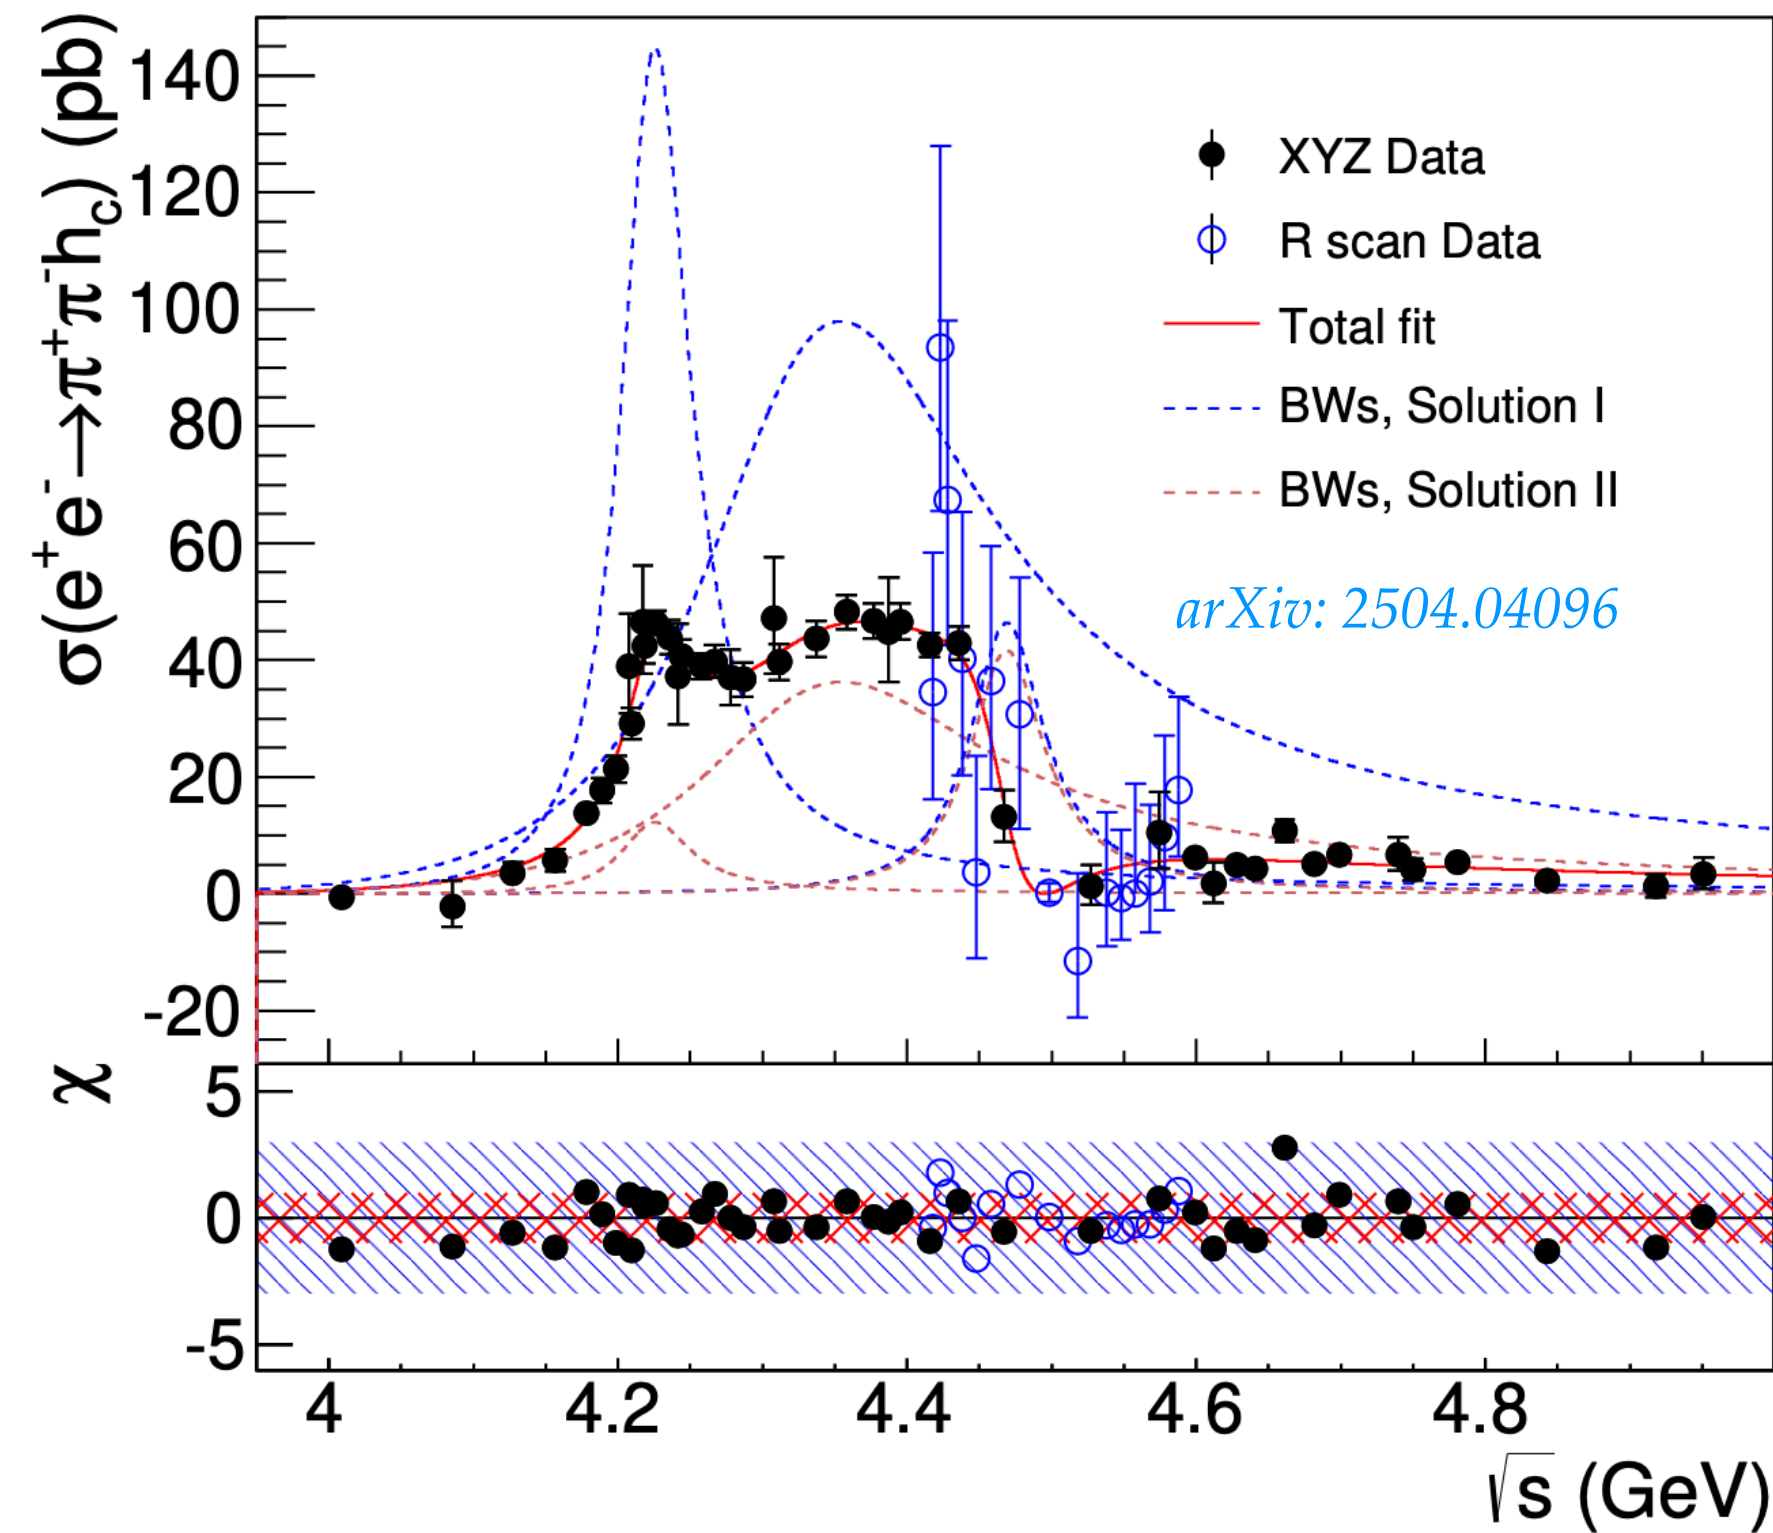 σ(e⁺e⁻→π⁺π⁻h_c) (pb)
140
120
100
80
60
40
20
0
-20
XYZ Data
R scan Data
Total fit
BWs, Solution I
BWs, Solution II
arXiv: 2504.04096
χ
5
0
-5
4 4.2 4.4 4.6 4.8
√s (GeV)